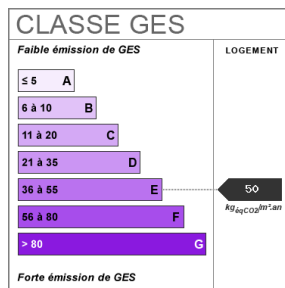 CLASSE GES
Faible émission de GES
LOGEMENT
≤ 5 A
6 à 10 B
11 à 20 C
21 à 35 D
36 à 55 E
50
kgéqCO2/m².an
56 à 80 F
> 80 G
Forte émission de GES